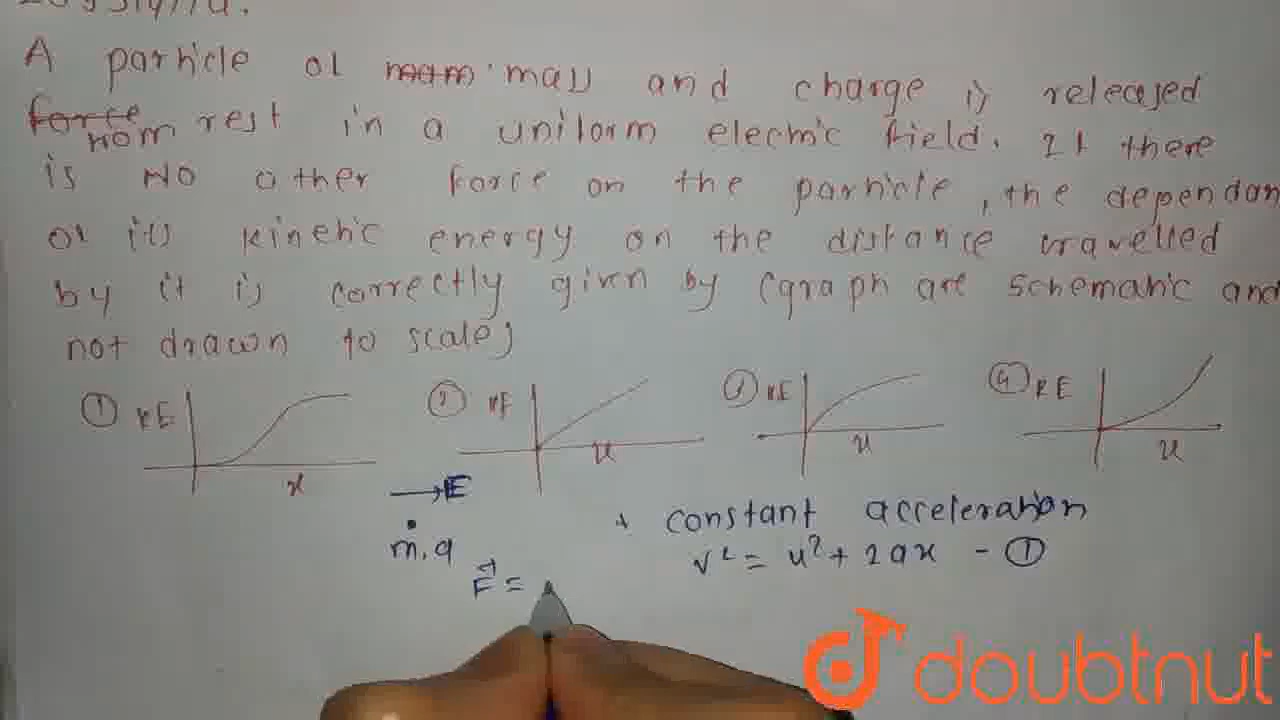 A particle of mass and charge is released
from rest in a uniform electric field. If there
is No other force on the particle, the dependan
of its kinetic energy on the distance travelled
by it is correctly given by (graph are schematic and
not drawn to scale)
① KE x
② KE x
③ KE x
④ KE x
→E
m, q
F =
constant acceleration
v² = u² + 2ax - ①
doubtnut